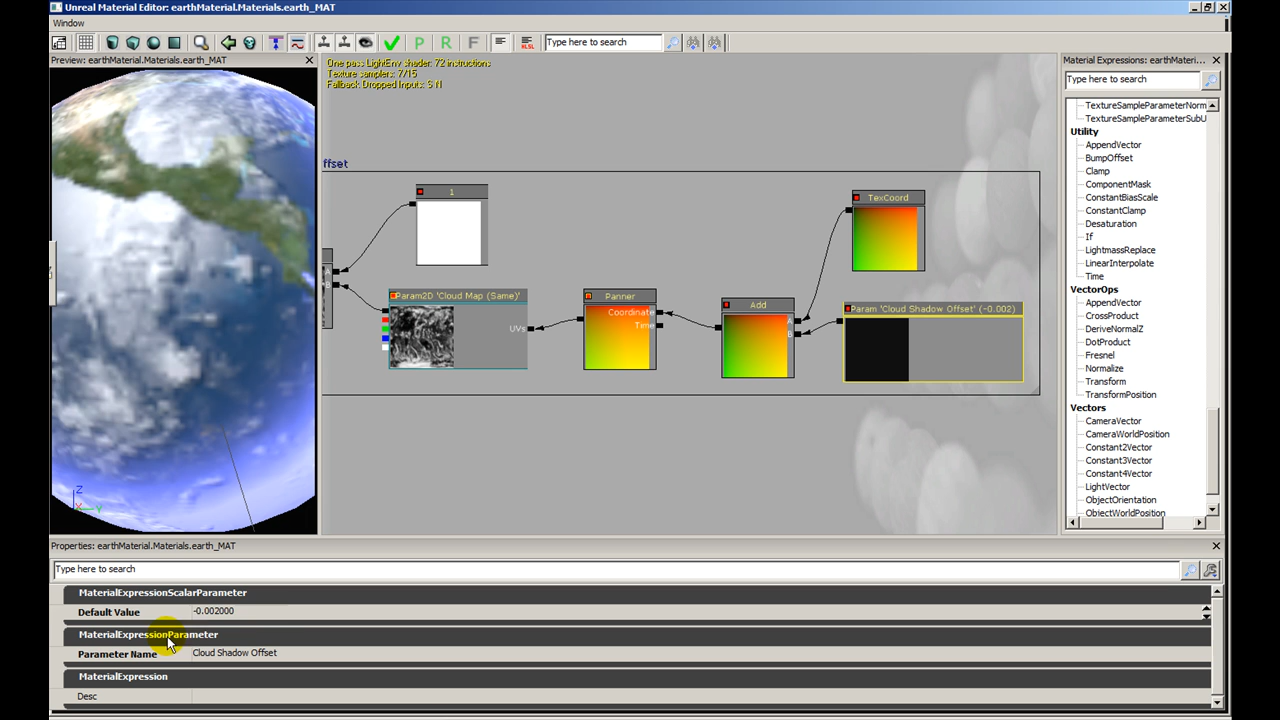 Unreal Material Editor: earthMaterial.Materials.earth_MAT
Window
P R F HLSL Type here to search
Preview: earthMaterial.Materials.earth_MAT
One pass LightEnv shader: 72 instructions
Texture samplers: 7/15
Fallback Dropped Inputs: S N
ffset
1
TexCoord
Param2D 'Cloud Map (Same)'
UVs
Panner
Coordinate
Time
Add
A
B
Param 'Cloud Shadow Offset' (-0.002)
A
B
Z
X
Y
Material Expressions: earthMateri...
Type here to search
TextureSampleParameterNorm
TextureSampleParameterSubU
Utility
AppendVector
BumpOffset
Clamp
ComponentMask
ConstantBiasScale
ConstantClamp
Desaturation
If
LightmassReplace
LinearInterpolate
Time
VectorOps
AppendVector
CrossProduct
DeriveNormalZ
DotProduct
Fresnel
Normalize
Transform
TransformPosition
Vectors
CameraVector
CameraWorldPosition
Constant2Vector
Constant3Vector
Constant4Vector
LightVector
ObjectOrientation
ObjectWorldPosition
Properties: earthMaterial.Materials.earth_MAT
Type here to search
MaterialExpressionScalarParameter
Default Value -0.002000
MaterialExpressionParameter
Parameter Name Cloud Shadow Offset
MaterialExpression
Desc